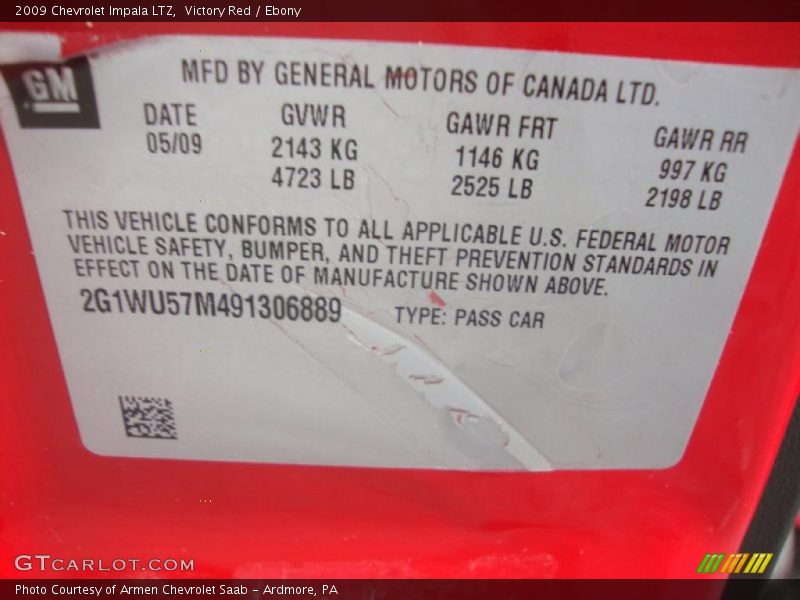 2009 Chevrolet Impala LTZ,  Victory Red / Ebony
GM
MFD BY GENERAL MOTORS OF CANADA LTD.
DATE GVWR GAWR FRT GAWR RR
05/09 2143 KG 1146 KG 997 KG
4723 LB 2525 LB 2198 LB
THIS VEHICLE CONFORMS TO ALL APPLICABLE U.S. FEDERAL MOTOR
VEHICLE SAFETY, BUMPER, AND THEFT PREVENTION STANDARDS IN
EFFECT ON THE DATE OF MANUFACTURE SHOWN ABOVE.
2G1WU57M491306889 TYPE: PASS CAR
GTCARLOT.COM
Photo Courtesy of Armen Chevrolet Saab - Ardmore, PA